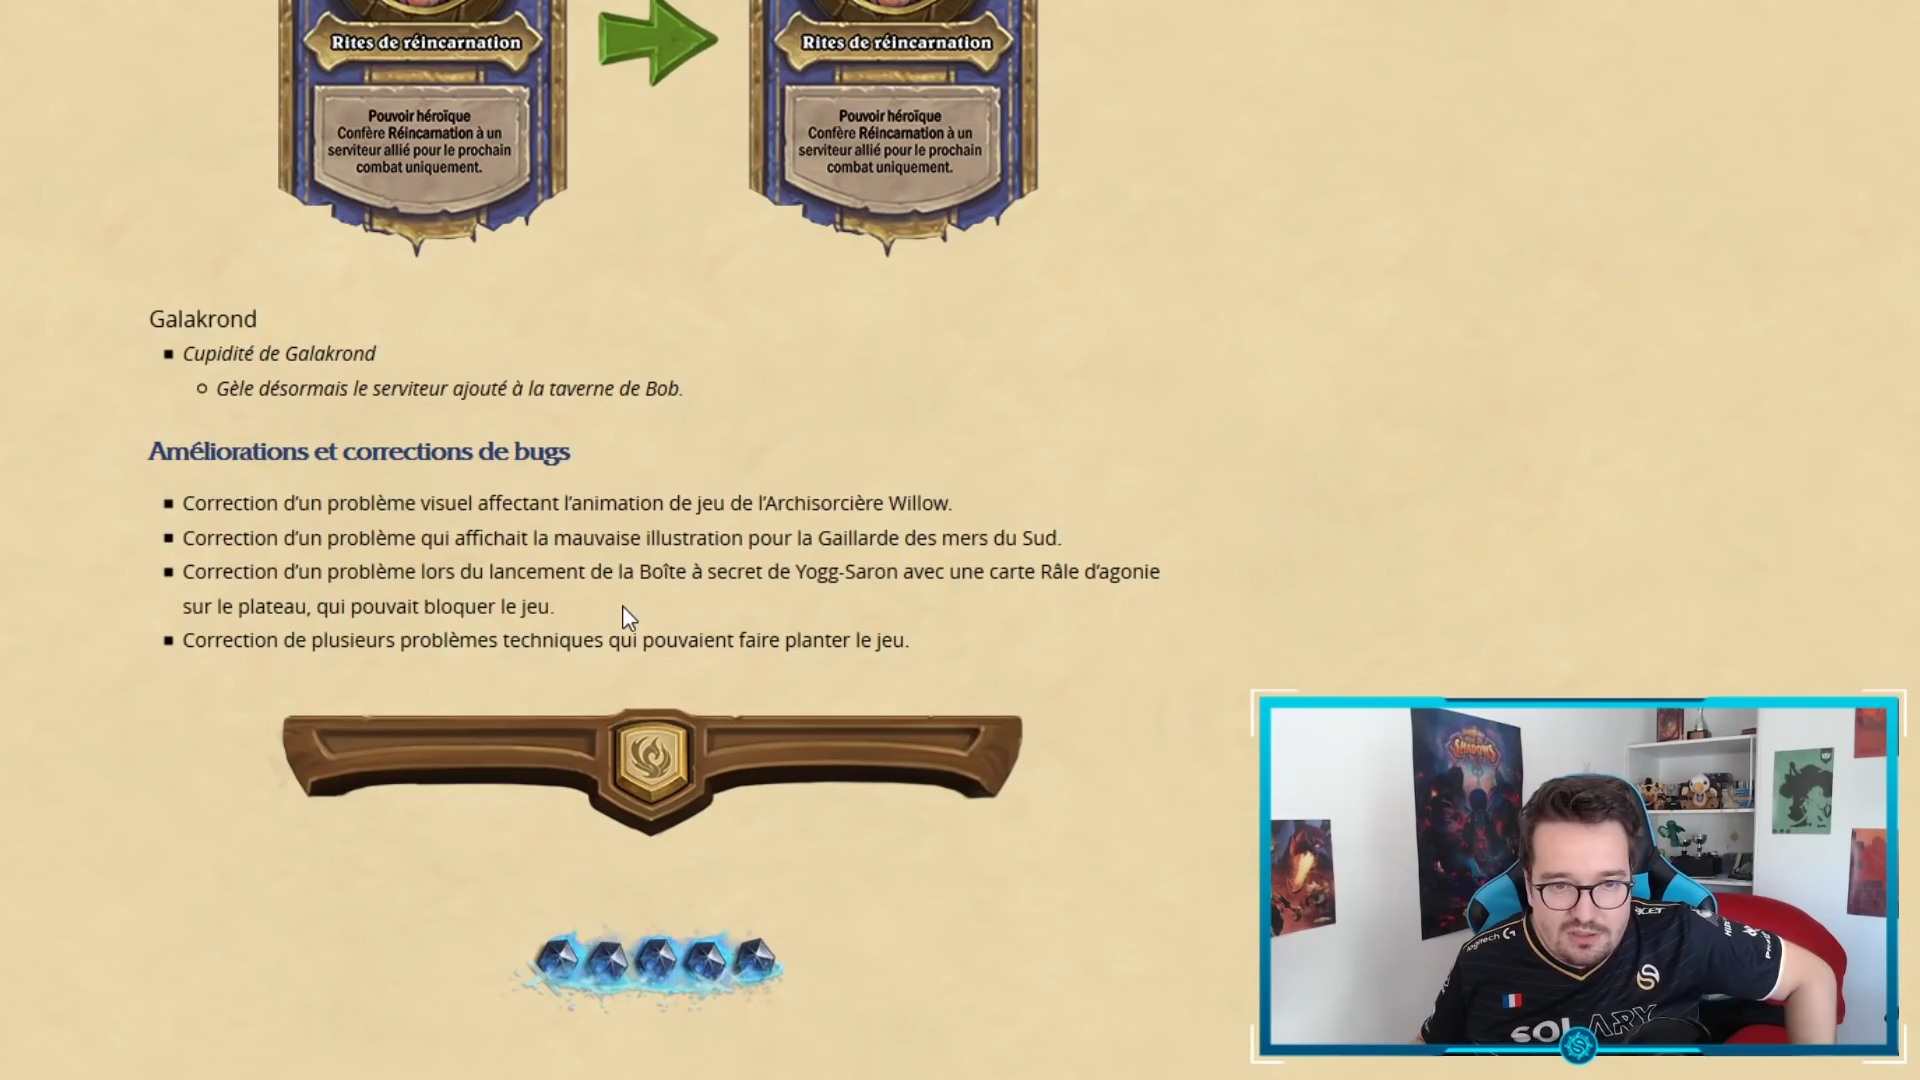 Rites de réincarnation
Pouvoir héroïque
Confère Réincarnation à un
serviteur allié pour le prochain
combat uniquement.
Rites de réincarnation
Pouvoir héroïque
Confère Réincarnation à un
serviteur allié pour le prochain
combat uniquement.
Galakrond
Cupidité de Galakrond
Gèle désormais le serviteur ajouté à la taverne de Bob.
Améliorations et corrections de bugs
Correction d’un problème visuel affectant l’animation de jeu de l’Archisorcière Willow.
Correction d’un problème qui affichait la mauvaise illustration pour la Gaillarde des mers du Sud.
Correction d’un problème lors du lancement de la Boîte à secret de Yogg-Saron avec une carte Râle d’agonie
sur le plateau, qui pouvait bloquer le jeu.
Correction de plusieurs problèmes techniques qui pouvaient faire planter le jeu.
SHADOWS
acer
logitech G
SOLARY